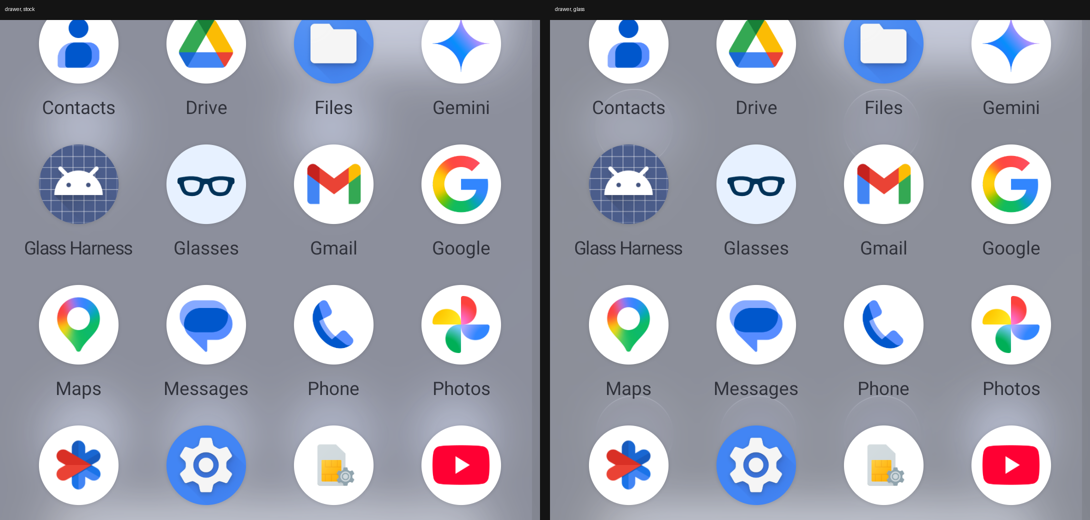 drawer, stock
drawer, glass
Contacts Drive Files Gemini
Contacts Drive Files Gemini
Glass Harness Glasses Gmail Google
Glass Harness Glasses Gmail Google
Maps Messages Phone Photos
Maps Messages Phone Photos